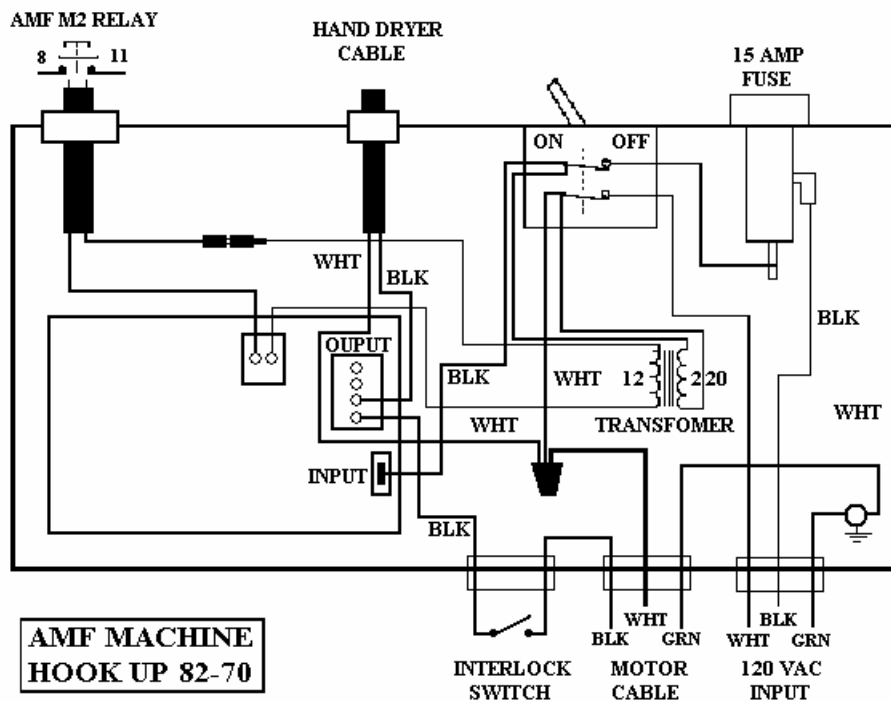 AMF M2 RELAY
8 11
HAND DRYER
CABLE
15 AMP
FUSE
ON OFF
WHT
BLK
BLK
OUPUT
BLK
WHT
12
220
WHT
WHT
TRANSFOMER
INPUT
BLK
WHT
BLK
BLK
GRN
WHT
GRN
AMF MACHINE
HOOK UP 82-70
INTERLOCK
SWITCH
MOTOR
CABLE
120 VAC
INPUT